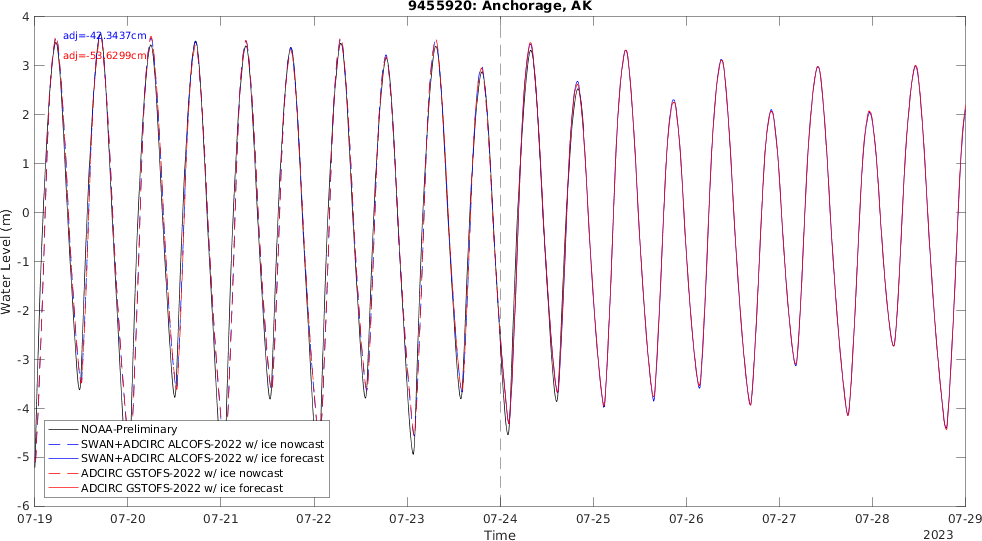 9455920: Anchorage, AK
adj=-42.3437cm
adj=-53.6299cm
Water Level (m)
4
3
2
1
0
-1
-2
-3
-4
-5
-6
NOAA-Preliminary
SWAN+ADCIRC ALCOFS-2022 w/ ice nowcast
SWAN+ADCIRC ALCOFS-2022 w/ ice forecast
ADCIRC GSTOFS-2022 w/ ice nowcast
ADCIRC GSTOFS-2022 w/ ice forecast
07-19 07-20 07-21 07-22 07-23 07-24 07-25 07-26 07-27 07-28 07-29
Time
2023